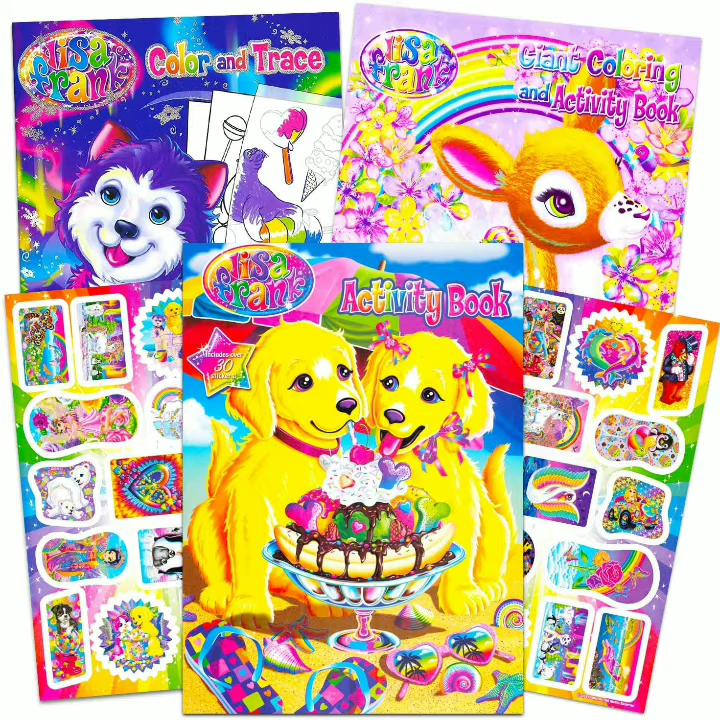 Lisa
Frank
Color and Trace
Lisa
Frank
Giant Coloring
and Activity Book
Lisa
Frank
Activity Book
Includes over
30
stickers!